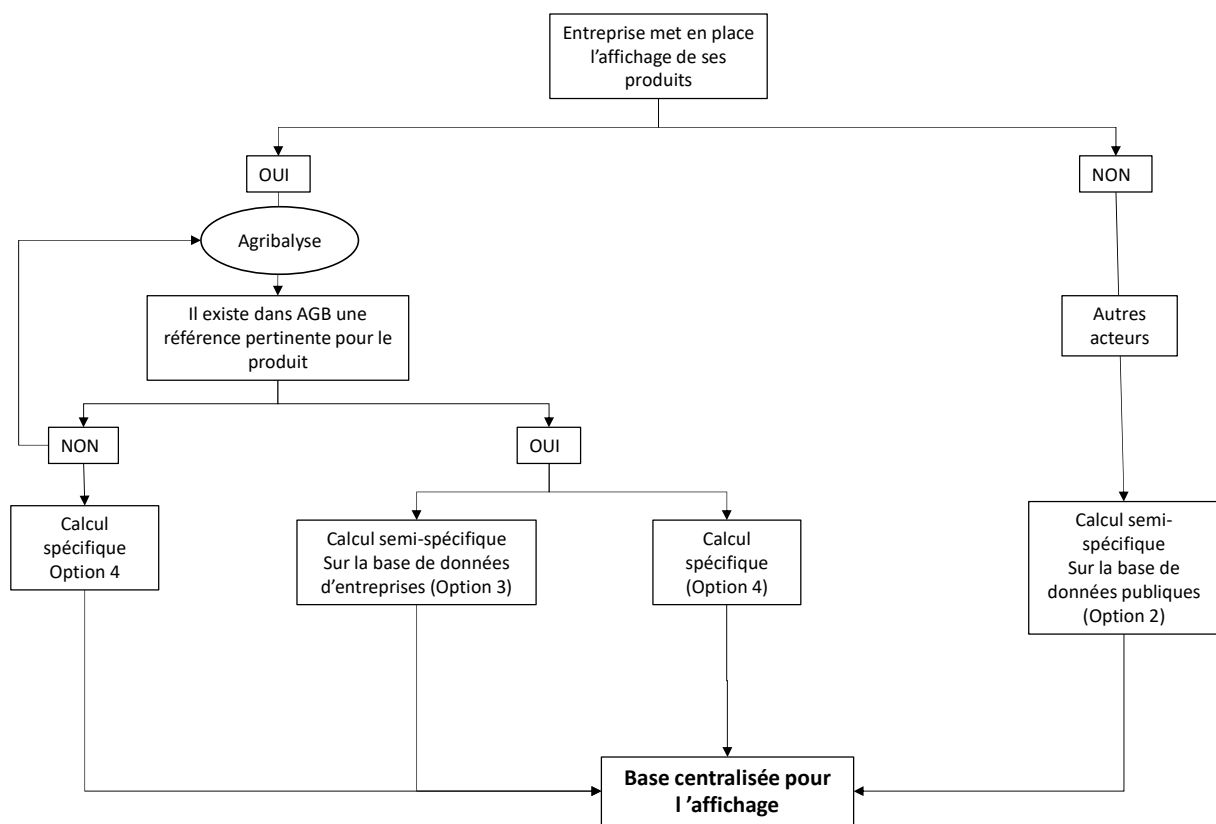 Entreprise met en place
l’affichage de ses
produits
OUI
NON
Agribalyse
Il existe dans AGB une
référence pertinente pour le
produit
Autres
acteurs
NON
OUI
Calcul
spécifique
Option 4
Calcul semi-spécifique
Sur la base de données
d’entreprises (Option 3)
Calcul
spécifique
(Option 4)
Calcul semi-
spécifique
Sur la base de
données publiques
(Option 2)
Base centralisée pour
l ’affichage